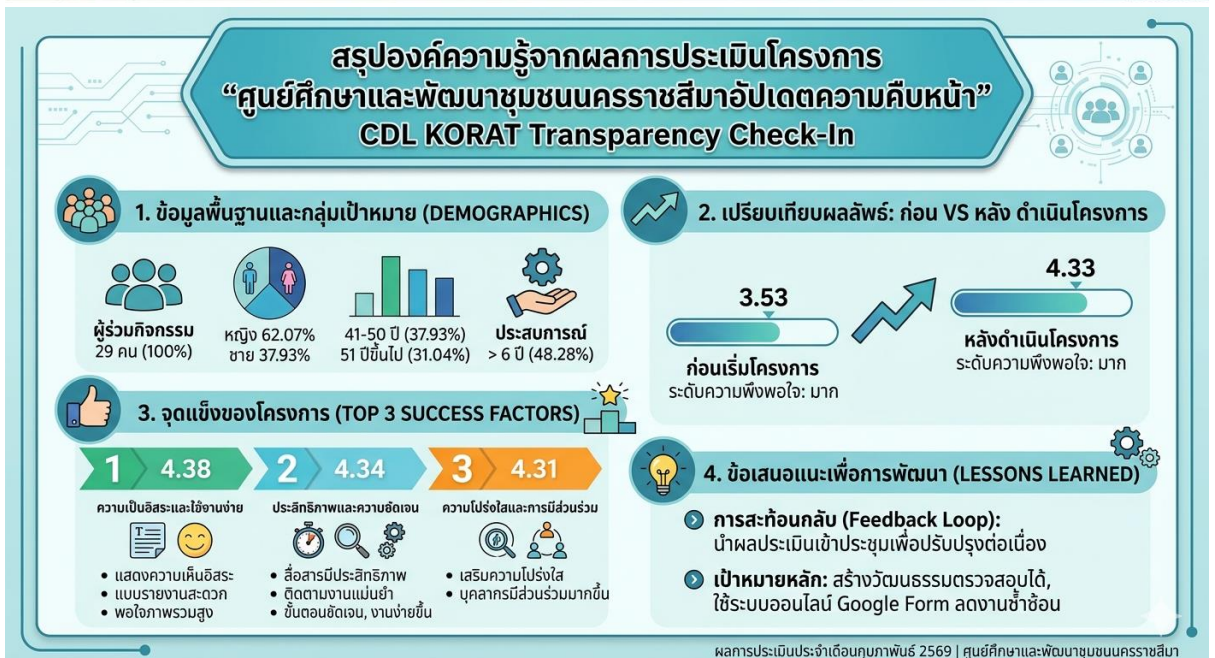 สรุปองค์ความรู้จากผลการประเมินโครงการ
“ศูนย์ศึกษาและพัฒนาชุมชนนครราชสีมาอัปเดตความคืบหน้า”
CDL KORAT Transparency Check-In
1. ข้อมูลพื้นฐานและกลุ่มเป้าหมาย (DEMOGRAPHICS)
ผู้ร่วมกิจกรรม
29 คน (100%)
หญิง 62.07%
ชาย 37.93%
41-50 ปี (37.93%)
51 ปีขึ้นไป (31.04%)
ประสบการณ์
> 6 ปี (48.28%)
2. เปรียบเทียบผลลัพธ์: ก่อน VS หลัง ดำเนินโครงการ
3.53
ก่อนเริ่มโครงการ
ระดับความพึงพอใจ: มาก
4.33
หลังดำเนินโครงการ
ระดับความพึงพอใจ: มาก
3. จุดแข็งของโครงการ (TOP 3 SUCCESS FACTORS)
1 4.38
ความเป็นอิสระและใช้งานง่าย
• แสดงความเห็นอิสระ
• แบบรายงานสะดวก
• พอใจภาพรวมสูง
2 4.34
ประสิทธิภาพและความชัดเจน
• สื่อสารมีประสิทธิภาพ
• ติดตามงานแม่นยำ
• ขั้นตอนชัดเจน, งานง่ายขึ้น
3 4.31
ความโปร่งใสและการมีส่วนร่วม
• เสริมความโปร่งใส
• บุคลากรมีส่วนร่วมมากขึ้น
4. ข้อเสนอแนะเพื่อการพัฒนา (LESSONS LEARNED)
การสะท้อนกลับ (Feedback Loop):
นำผลประเมินเข้าประชุมเพื่อปรับปรุงต่อเนื่อง
เป้าหมายหลัก: สร้างวัฒนธรรมตรวจสอบได้,
ใช้ระบบออนไลน์ Google Form ลดงานซ้ำซ้อน
ผลการประเมินประจำเดือนกุมภาพันธ์ 2569 | ศูนย์ศึกษาและพัฒนาชุมชนนครราชสีมา